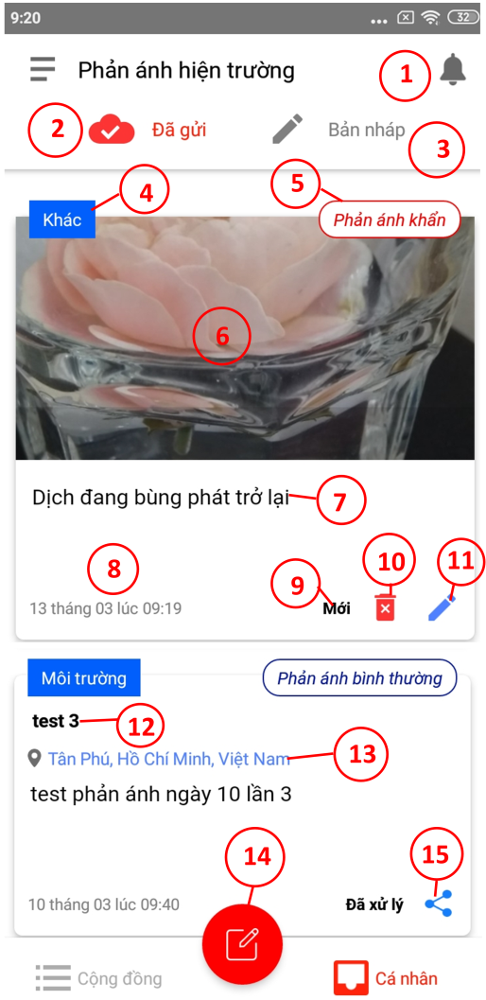 9:20
32
Phản ánh hiện trường
1
2
Đã gửi
Bản nháp
3
4
5
Khác
Phản ánh khẩn
6
Dịch đang bùng phát trở lại
7
8
9
10
11
13 tháng 03 lúc 09:19
Mới
Môi trường
Phản ánh bình thường
test 3
12
Tân Phú, Hồ Chí Minh, Việt Nam
13
test phản ánh ngày 10 lần 3
14
15
10 tháng 03 lúc 09:40
Đã xử lý
Cộng đồng
Cá nhân